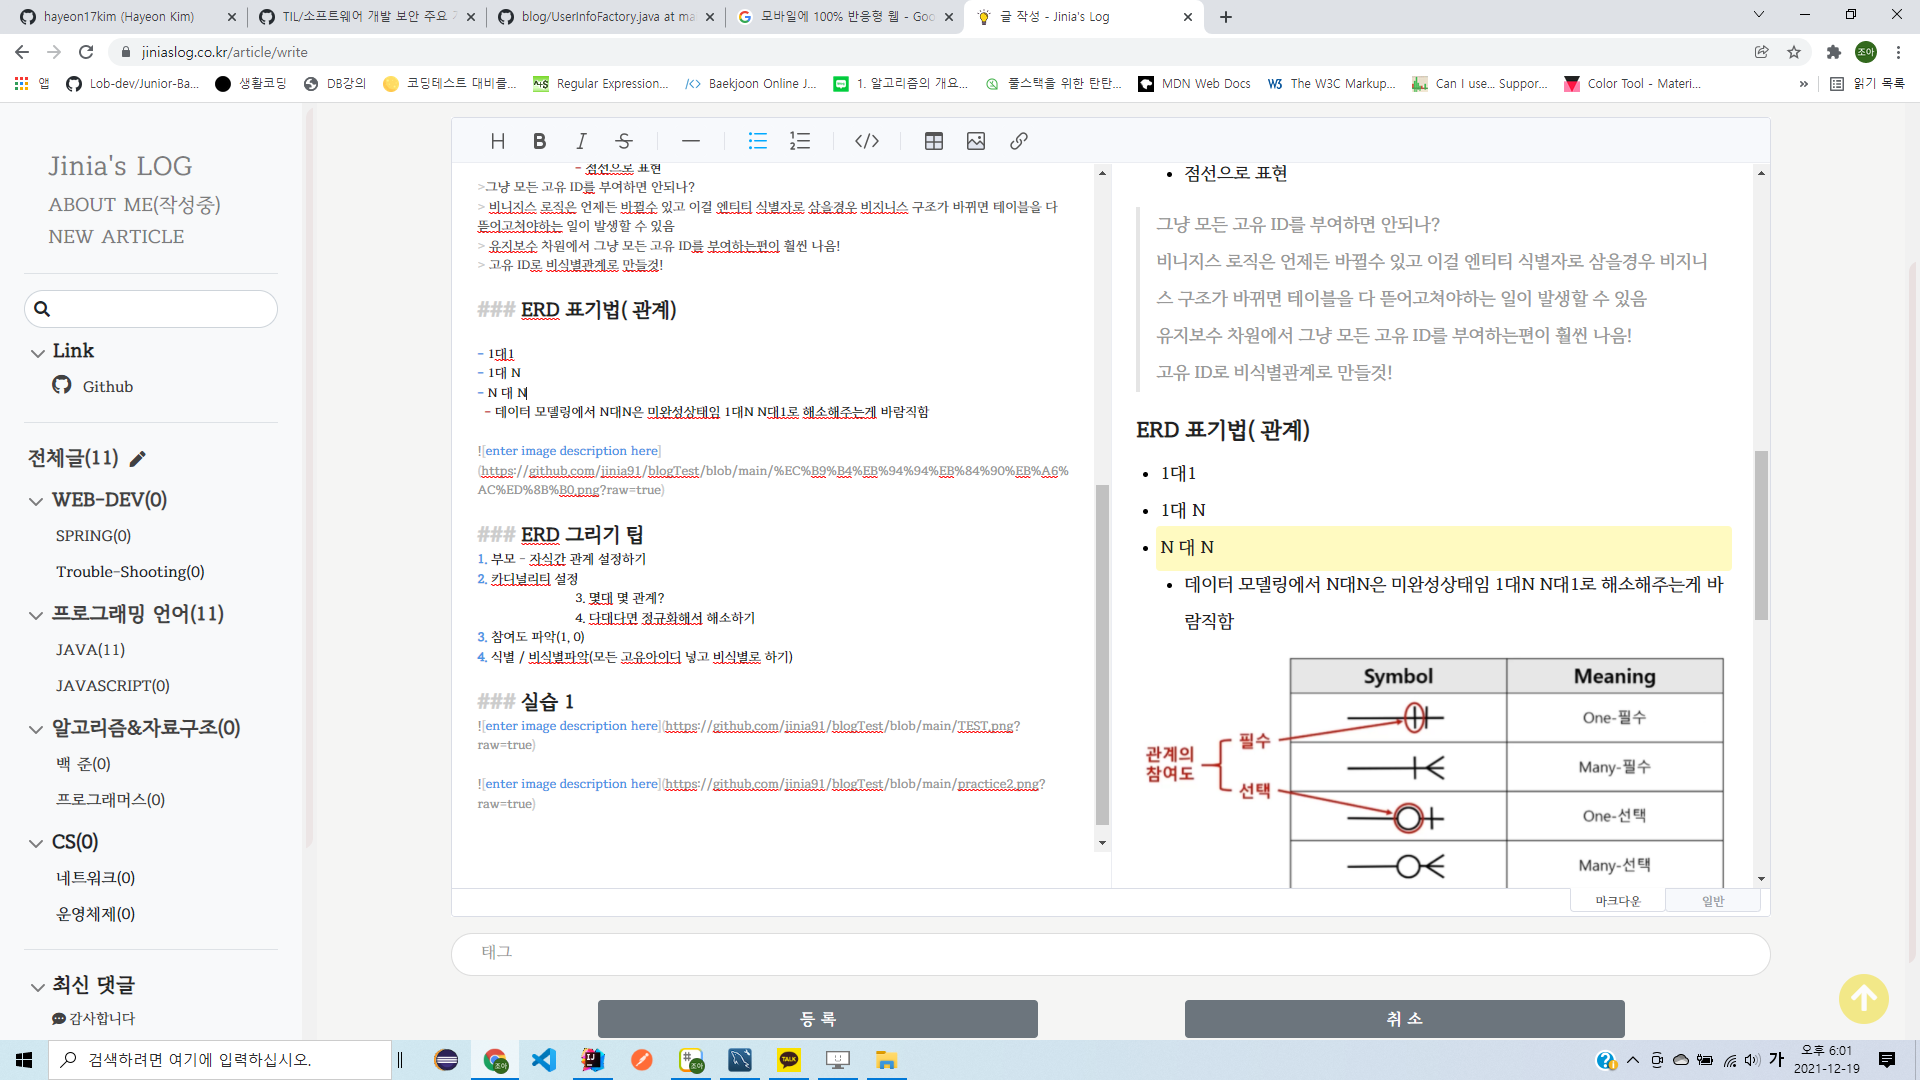 hayeon17kim (Hayeon Kim)
TIL/소프트웨어 개발 보안 주요
blog/UserInfoFactory.java at ma
모바일에 100% 반응형 웹 - Goo
글 작성 - Jinia's Log
jiniaslog.co.kr/article/write
조아
앱
Lob-dev/Junior-Ba...
생활코딩
DB강의
코딩테스트 대비를...
Regular Expression...
Baekjoon Online J...
1. 알고리즘의 개요...
풀스택을 위한 탄탄...
MDN Web Docs
The W3C Markup...
Can I use... Suppor...
Color Tool - Materi...
»
읽기 목록
Jinia's LOG
ABOUT ME(작성중)
NEW ARTICLE
Link
Github
전체글(11)
WEB-DEV(0)
SPRING(0)
Trouble-Shooting(0)
프로그래밍 언어(11)
JAVA(11)
JAVASCRIPT(0)
알고리즘&자료구조(0)
백 준(0)
프로그래머스(0)
CS(0)
네트워크(0)
운영체제(0)
최신 댓글
감사합니다
- 점선으로 표현
>그냥 모든 고유 ID를 부여하면 안되나?
> 비니지스 로직은 언제든 바뀔수 있고 이걸 엔티티 식별자로 삼을경우 비지니스 구조가 바뀌면 테이블을 다
뜯어고쳐야하는 일이 발생할 수 있음
> 유지보수 차원에서 그냥 모든 고유 ID를 부여하는편이 훨씬 나음!
> 고유 ID로 비식별관계로 만들것!
### ERD 표기법( 관계)
- 1대1
- 1대 N
- N 대 N
- 데이터 모델링에서 N대N은 미완성상태임 1대N N대1로 해소해주는게 바람직함
![enter image description here]
(https://github.com/jinia91/blogTest/blob/main/%EC%B9%B4%EB%94%94%EB%84%90%EB%A6%
AC%ED%8B%B0.png?raw=true)
### ERD 그리기 팁
1. 부모 - 자식간 관계 설정하기
2. 카디널리티 설정
3. 몇대 몇 관계?
4. 다대다면 정규화해서 해소하기
3. 참여도 파악(1, 0)
4. 식별 / 비식별파악(모든 고유아이더 넣고 비식별로 하기)
### 실습 1
![enter image description here](https://github.com/jinia91/blogTest/blob/main/TEST.png?
raw=true)
![enter image description here](https://github.com/jinia91/blogTest/blob/main/practice2.png?
raw=true)
점선으로 표현
그냥 모든 고유 ID를 부여하면 안되나?
비니지스 로직은 언제든 바뀔수 있고 이걸 엔티티 식별자로 삼을경우 비지니
스 구조가 바뀌면 테이블을 다 뜯어고쳐야하는 일이 발생할 수 있음
유지보수 차원에서 그냥 모든 고유 ID를 부여하는편이 훨씬 나음!
고유 ID로 비식별관계로 만들것!
ERD 표기법( 관계)
1대1
1대 N
N 대 N
데이터 모델링에서 N대N은 미완성상태임 1대N N대1로 해소해주는게 바
람직함
Symbol Meaning
One-필수
관계의 참여도
필수
Many-필수
선택
One-선택
Many-선택
마크다운
일반
태그
등 록
취 소
검색하려면 여기에 입력하십시오.
가
오후 6:01
2021-12-19